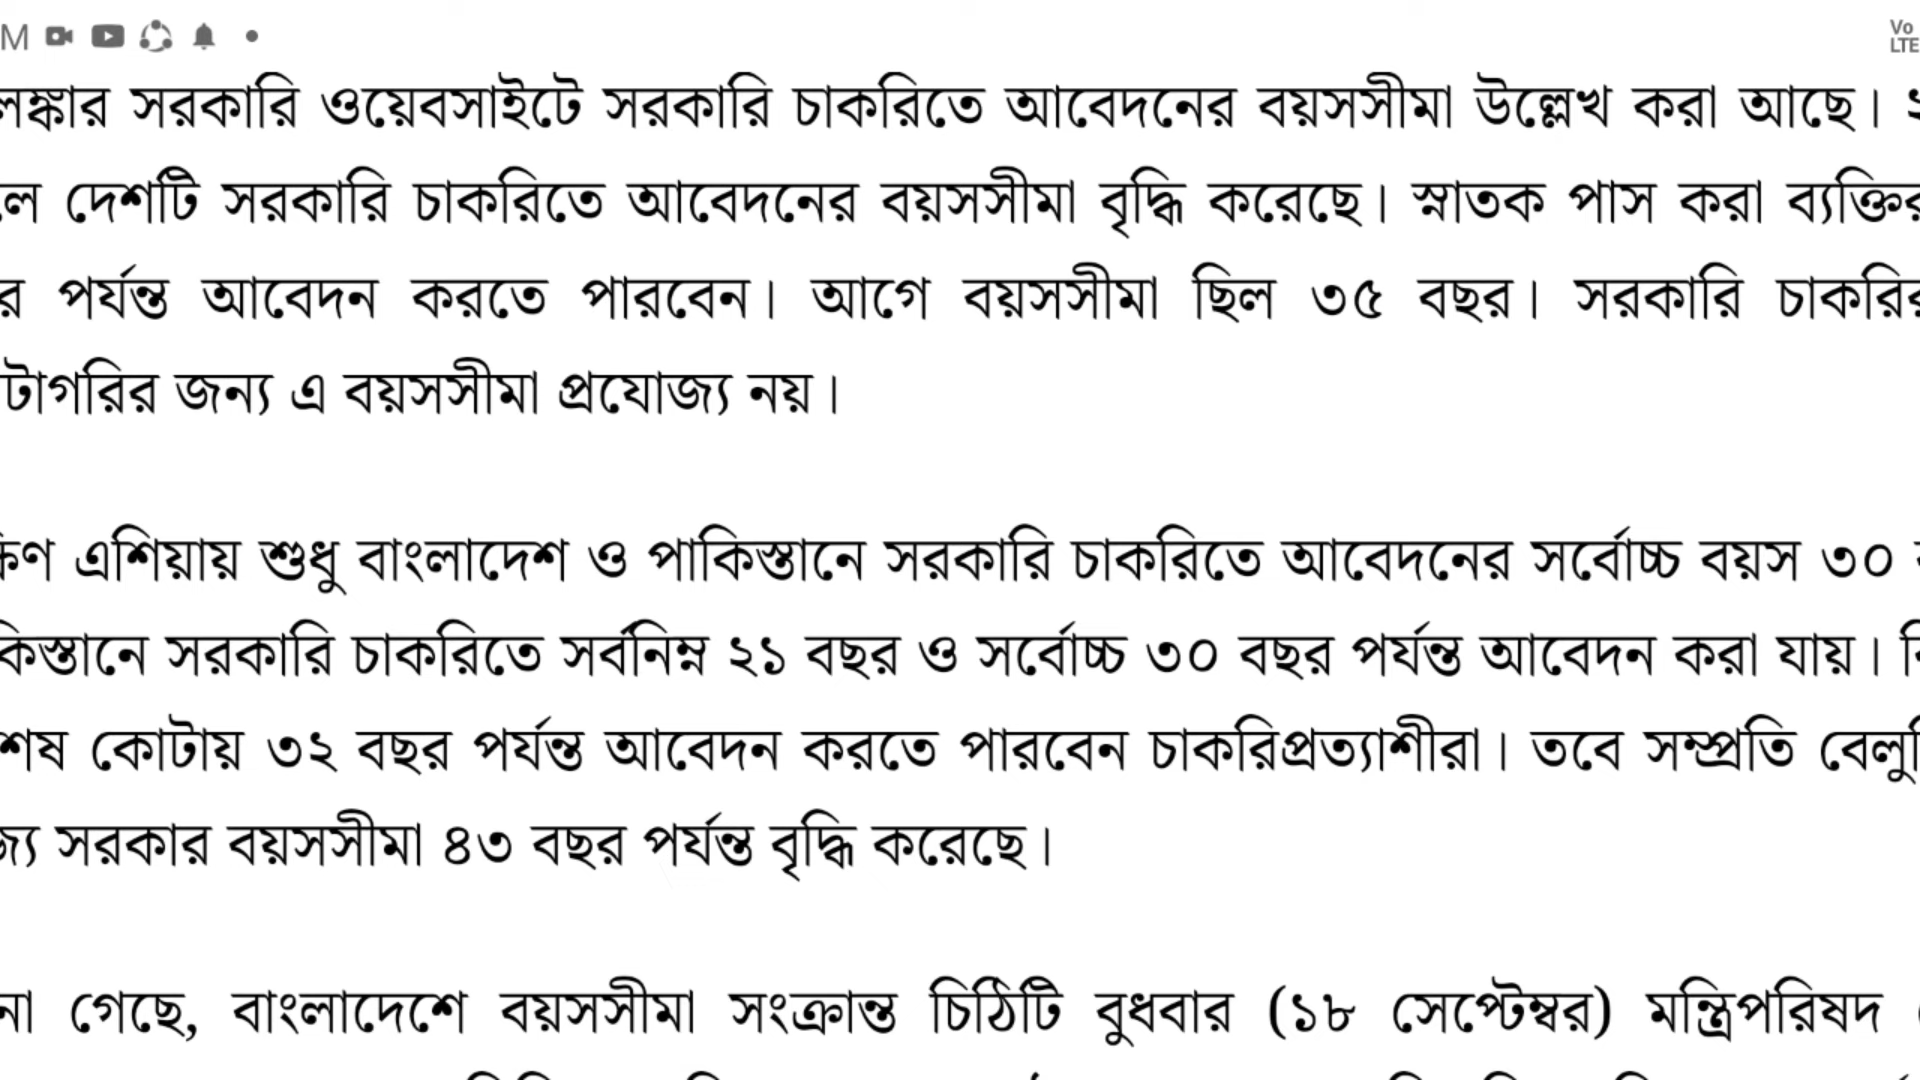 M
Vo
LTE
সরকারি ওয়েবসাইটে সরকারি চাকরিতে আবেদনের বয়সসীমা উল্লেখ করা আছে।
দেশটি সরকারি চাকরিতে আবেদনের বয়সসীমা বৃদ্ধি করেছে। স্নাতক পাস করা
পর্যন্ত আবেদন করতে পারবেন। আগে বয়সসীমা ছিল ৩৫ বছর। সরকারি
জন্য এ বয়সসীমা প্রযোজ্য নয়।
এশিয়ায় শুধু বাংলাদেশ ও পাকিস্তানে সরকারি চাকরিতে আবেদনের সর্বোচ্চ বয়স ৩০
সরকারি চাকরিতে সর্বনিম্ন ২১ বছর ও সর্বোচ্চ ৩০ বছর পর্যন্ত আবেদন করা যায়।
কোটায় ৩২ বছর পর্যন্ত আবেদন করতে পারবেন চাকরিপ্রত্যাশীরা। তবে সম্প্রতি
সরকার বয়সসীমা ৪৩ বছর পর্যন্ত বৃদ্ধি করেছে।
গেছে, বাংলাদেশে বয়সসীমা সংক্রান্ত চিঠিটি বুধবার (১৮ সেপ্টেম্বর) মন্ত্রিপরিষদ